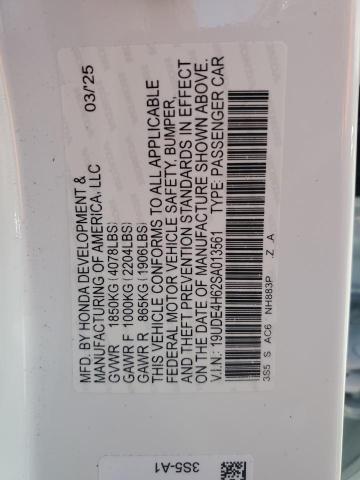 MFD. BY HONDA DEVELOPMENT & 03/'25
MANUFACTURING OF AMERICA, LLC
GVWR 1850KG(4078LBS)
GAWR F 1000KG(2204LBS)
GAWR R 865KG(1906LBS)
THIS VEHICLE CONFORMS TO ALL APPLICABLE
FEDERAL MOTOR VEHICLE SAFETY, BUMPER,
AND THEFT PREVENTION STANDARDS IN EFFECT
ON THE DATE OF MANUFACTURE SHOWN ABOVE.
V.I.N.: 19UDE4H62SA013561 TYPE: PASSENGER CAR
3S5 S AC6 NH883P .Z .A
3S5-A1